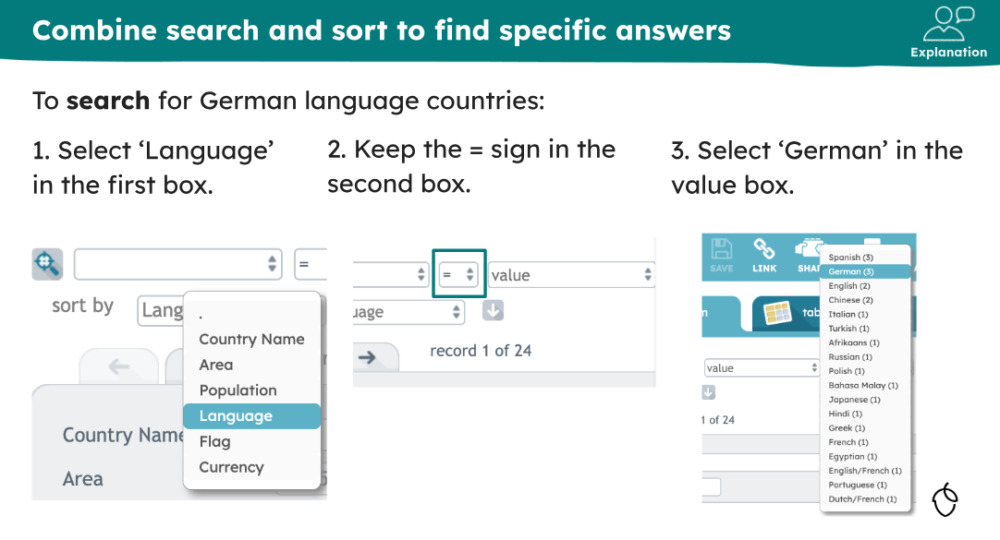 Combine search and sort to find specific answers
Explanation
To search for German language countries:
1. Select ‘Language’
in the first box.
2. Keep the = sign in the
second box.
3. Select ‘German’ in the
value box.
=
sort by
Lang
.
Country Name
Area
Population
Language
Flag
Currency
Country Name
Area
=
value
uage
record 1 of 24
SAVE
LINK
SHA
tab
value
1 of 24
Spanish (3)
German (3)
English (2)
Chinese (2)
Italian (1)
Turkish (1)
Afrikaans (1)
Russian (1)
Polish (1)
Bahasa Malay (1)
Japanese (1)
Hindi (1)
Greek (1)
French (1)
Egyptian (1)
English/French (1)
Portuguese (1)
Dutch/French (1)